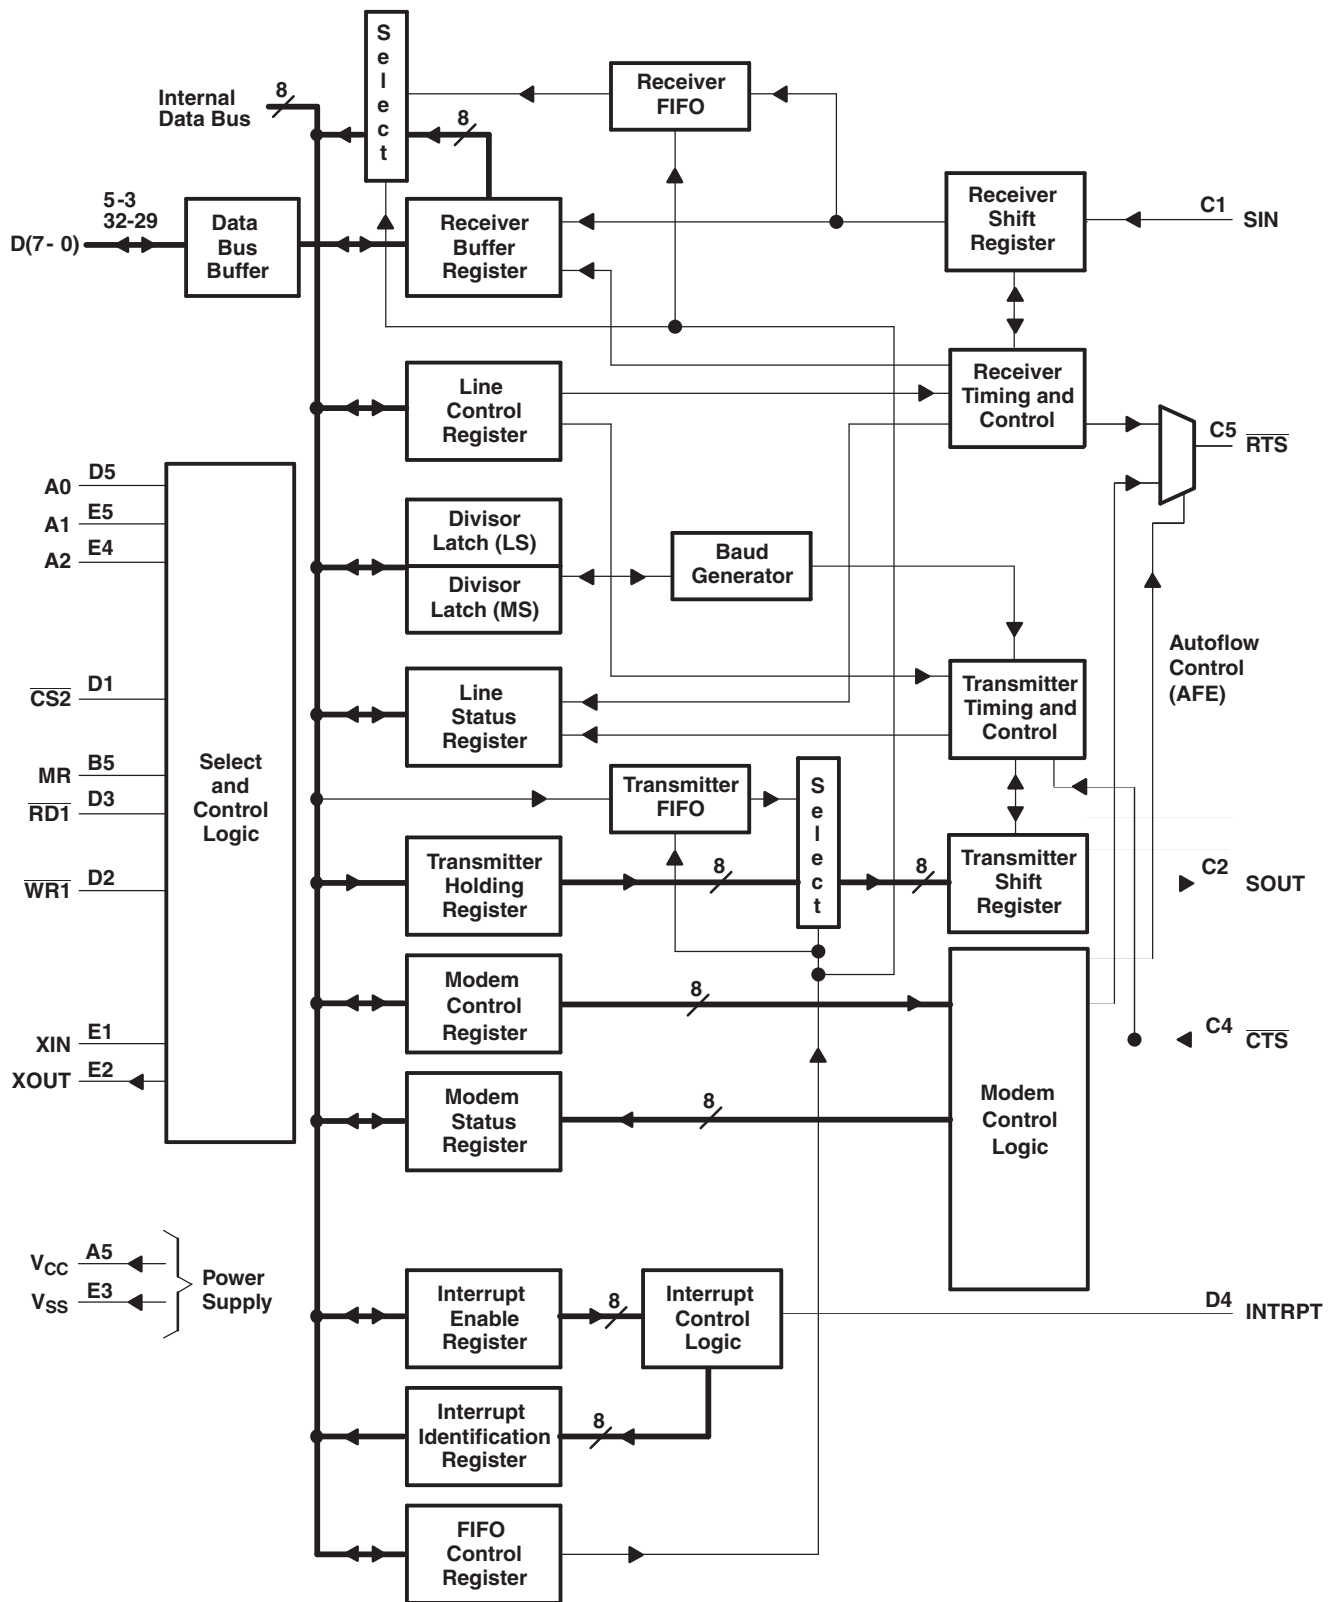 S
e
l
e
c
t
8
Internal
Data Bus
8
Receiver
FIFO
5-3
32-29
D(7- 0)
Data
Bus
Buffer
Receiver
Buffer
Register
Receiver
Shift
Register
C1
SIN
Line
Control
Register
Receiver
Timing and
Control
C5
RTS
A0 D5
A1 E5
A2 E4
CS2 D1
MR B5
RD1 D3
WR1 D2
XIN E1
XOUT E2
Select
and
Control
Logic
Divisor
Latch (LS)
Divisor
Latch (MS)
Baud
Generator
Autoflow
Control
(AFE)
Line
Status
Register
Transmitter
Timing and
Control
Transmitter
FIFO
S
e
l
e
c
t
Transmitter
Holding
Register
8
8
Transmitter
Shift
Register
C2
SOUT
Modem
Control
Register
8
C4
CTS
Modem
Status
Register
8
Modem
Control
Logic
VCC A5
VSS E3
Power
Supply
Interrupt
Enable
Register
8
Interrupt
Control
Logic
D4
INTRPT
Interrupt
Identification
Register
8
FIFO
Control
Register